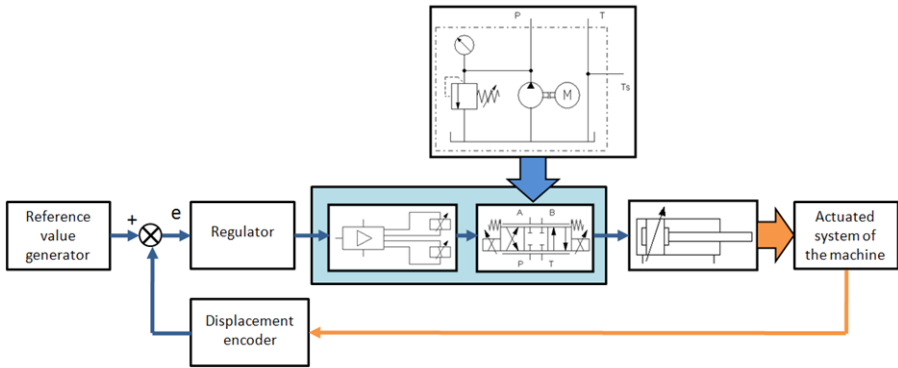 P T
M
Ts
Reference
value
generator
+
e
Regulator
A B
P T
Actuated
system of
the machine
Displacement
encoder